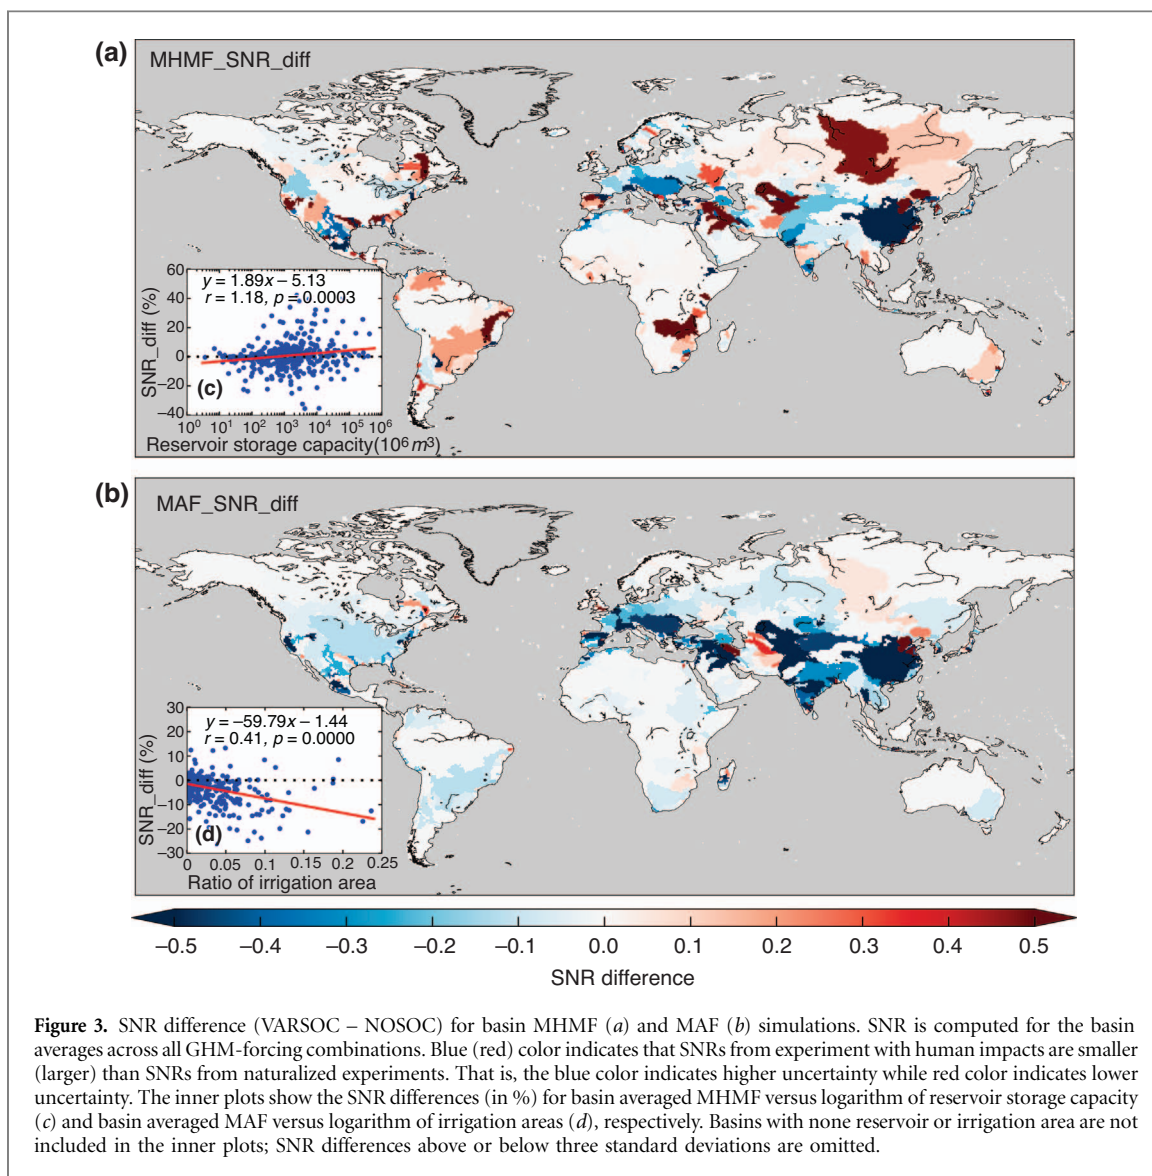 (a)
MHMF_SNR_diff
60
40
20
0
−20
−40
SNR_diff (%)
y = 1.89x − 5.13
r = 1.18, p = 0.0003
(c)
10⁰ 10¹ 10² 10³ 10⁴ 10⁵ 10⁶
Reservoir storage capacity(10⁶ m³)
(b)
MAF_SNR_diff
30
20
10
0
−10
−20
−30
SNR_diff (%)
y = −59.79x − 1.44
r = 0.41, p = 0.0000
(d)
0 0.05 0.1 0.15 0.2 0.25
Ratio of irrigation area
−0.5 −0.4 −0.3 −0.2 −0.1 0.0 0.1 0.2 0.3 0.4 0.5
SNR difference
Figure 3. SNR difference (VARSOC – NOSOC) for basin MHMF (a) and MAF (b) simulations. SNR is computed for the basin
averages across all GHM-forcing combinations. Blue (red) color indicates that SNRs from experiment with human impacts are smaller
(larger) than SNRs from naturalized experiments. That is, the blue color indicates higher uncertainty while red color indicates lower
uncertainty. The inner plots show the SNR differences (in %) for basin averaged MHMF versus logarithm of reservoir storage capacity
(c) and basin averaged MAF versus logarithm of irrigation areas (d), respectively. Basins with none reservoir or irrigation area are not
included in the inner plots; SNR differences above or below three standard deviations are omitted.